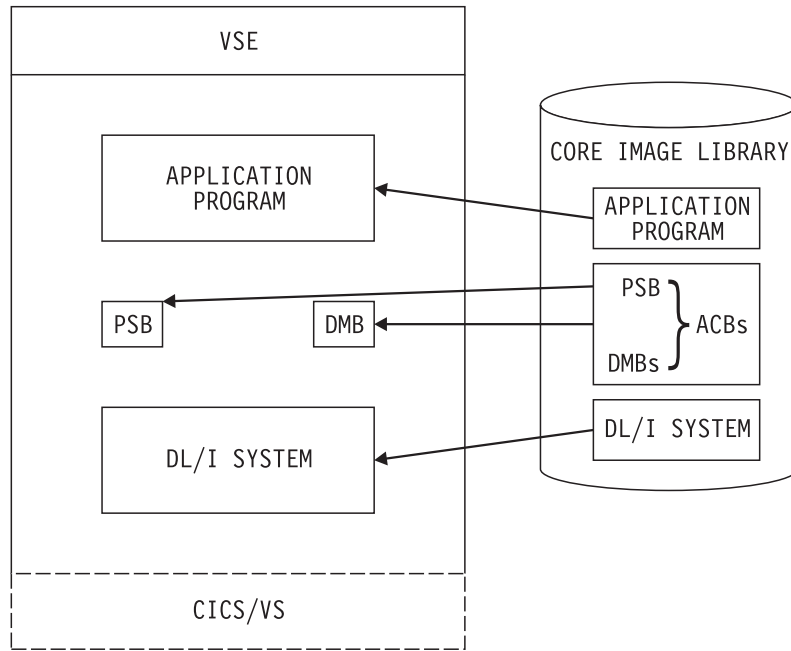 VSE
APPLICATION
PROGRAM
PSB
DMB
DL/I SYSTEM
CICS/VS
CORE IMAGE LIBRARY
APPLICATION
PROGRAM
PSB
ACBs
DMBs
DL/I SYSTEM